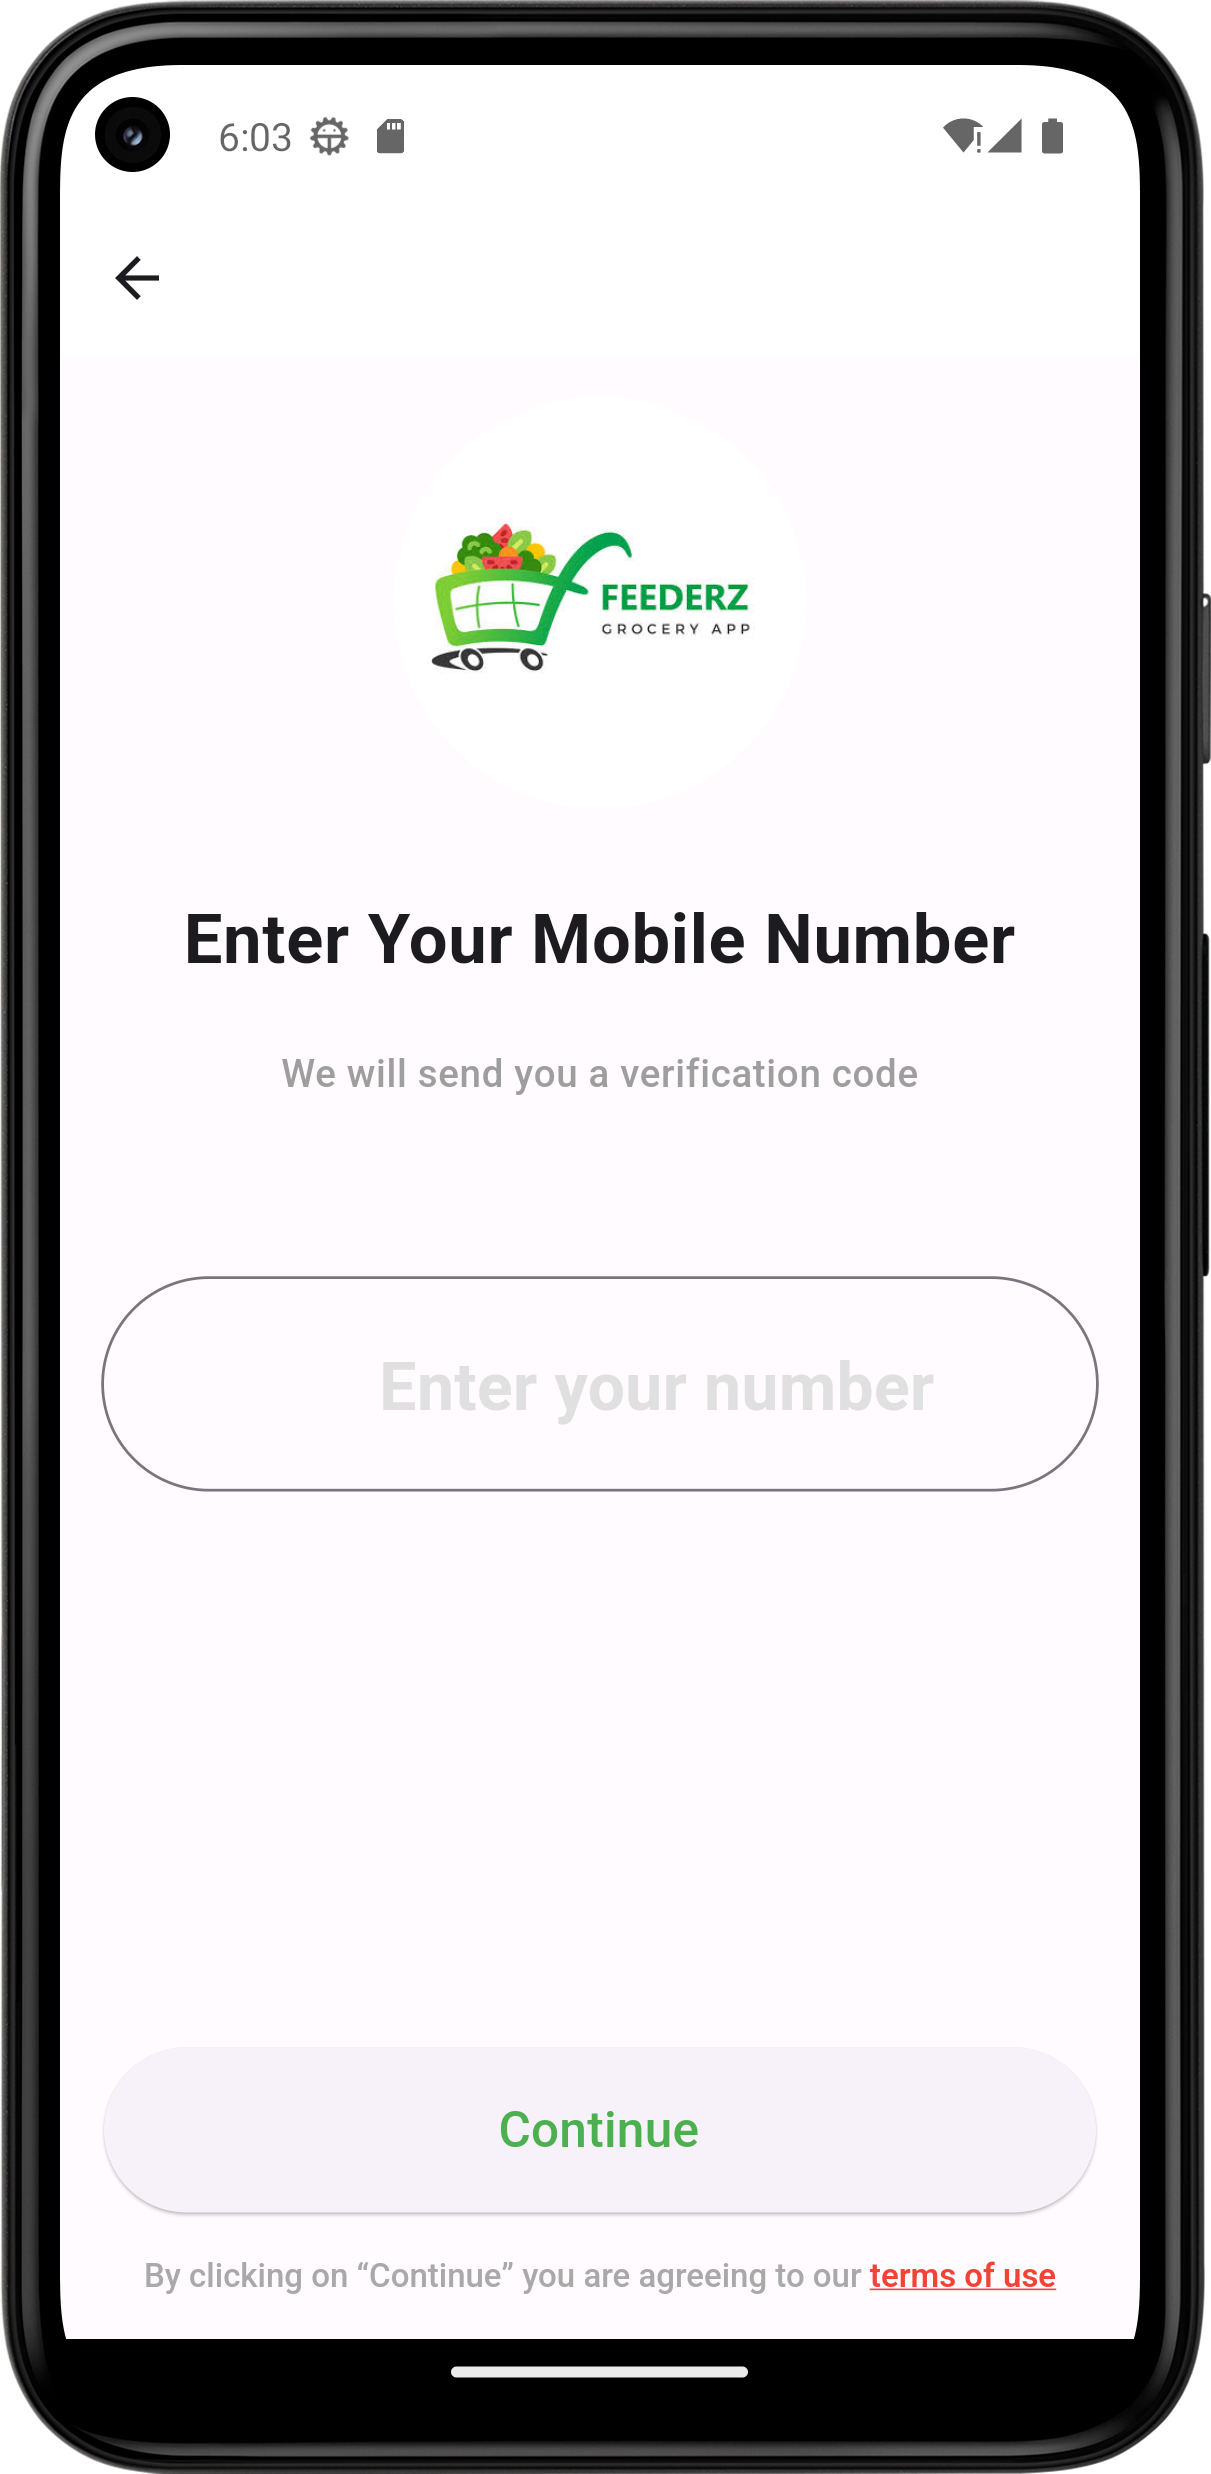 6:03
FEEDERZ
GROCERY APP
Enter Your Mobile Number
We will send you a verification code
Enter your number
Continue
By clicking on “Continue” you are agreeing to our terms of use